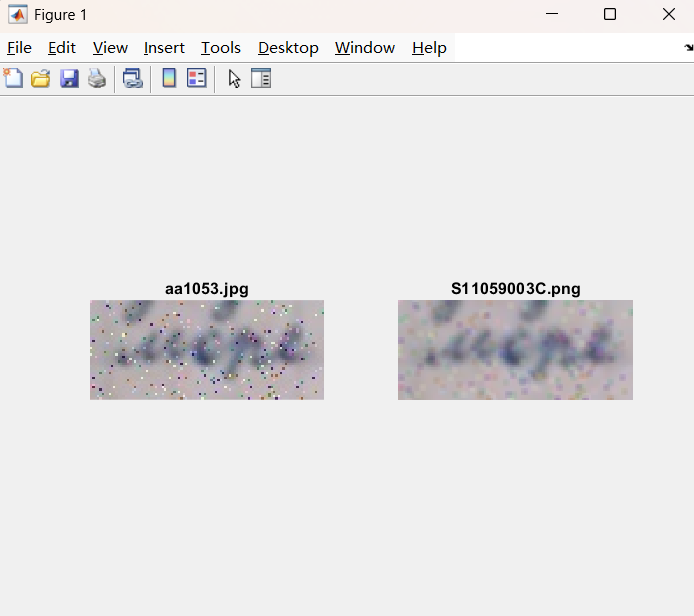 Figure 1
File Edit View Insert Tools Desktop Window Help
aa1053.jpg
S11059003C.png